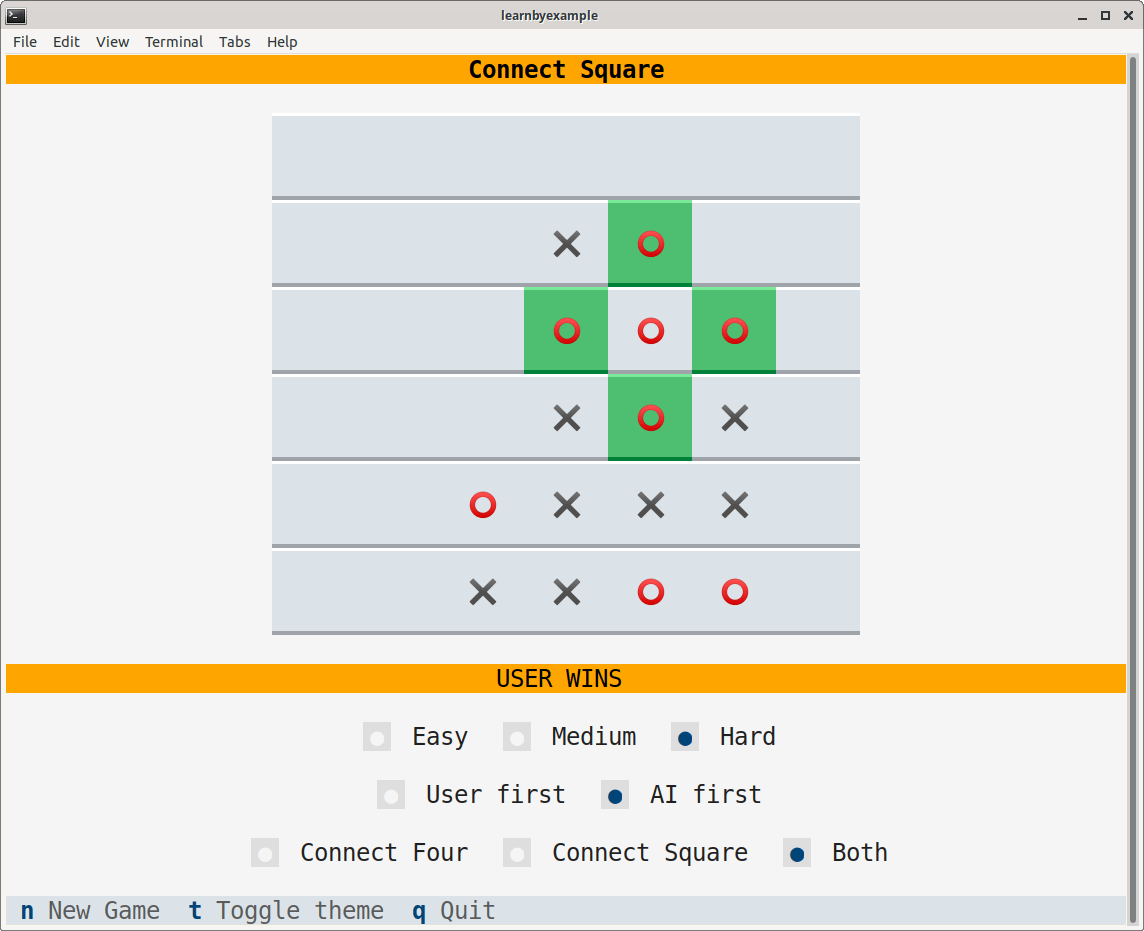 learnbyexample
File Edit View Terminal Tabs Help
Connect Square
USER WINS
Easy Medium Hard
User first AI first
Connect Four Connect Square Both
n New Game t Toggle theme q Quit